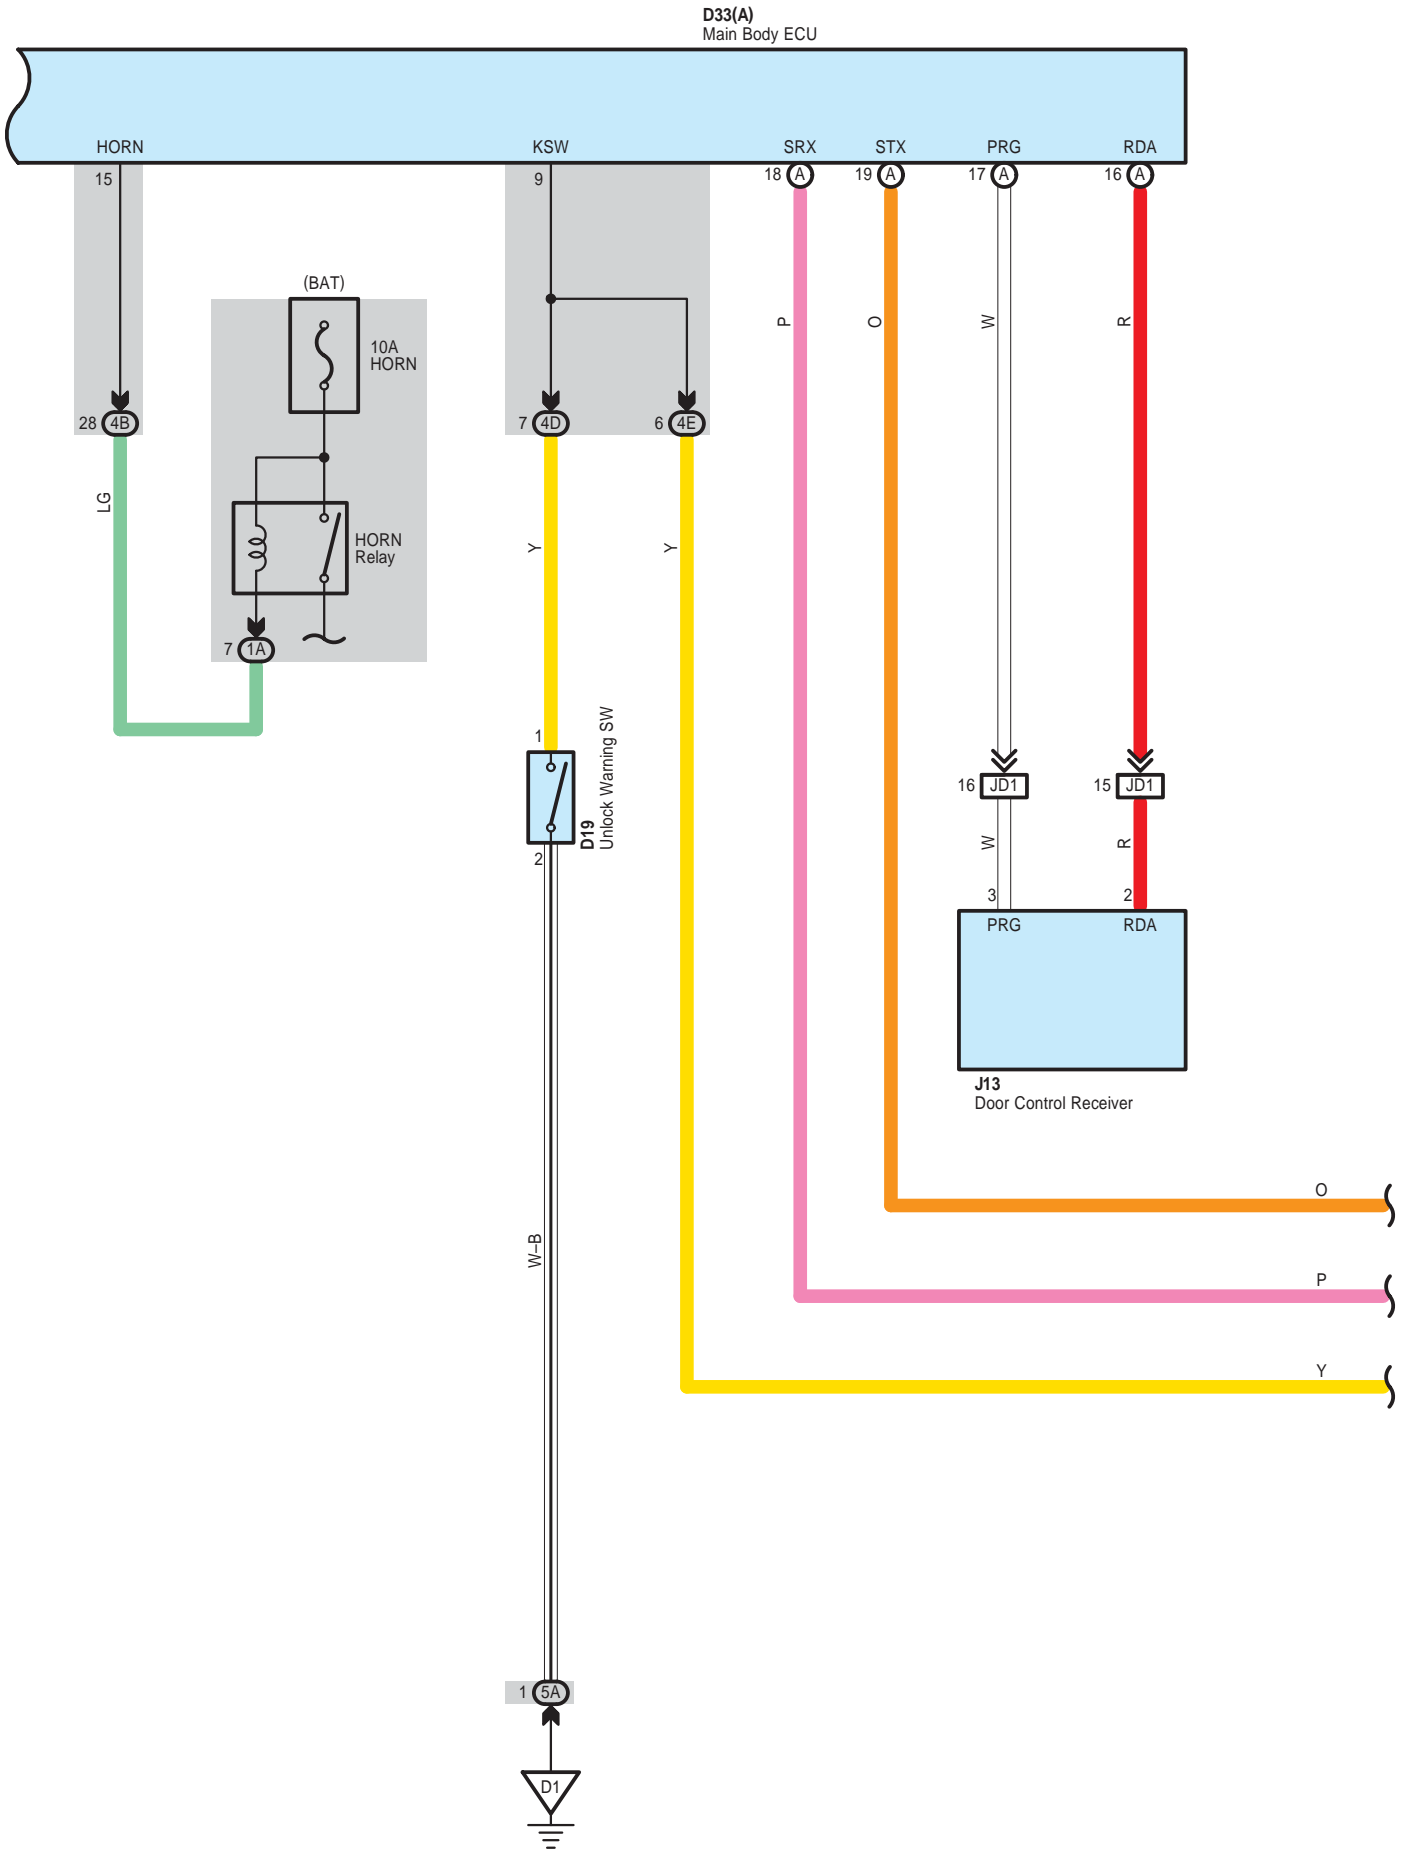 D33(A)
Main Body ECU
HORN
KSW
SRX
STX
PRG
RDA
15
9
18 A
19 A
17 A
16 A
(BAT)
10A
HORN
P
O
W
R
28 4B
7 4D
6 4E
LG
HORN
Relay
Y
Y
7 1A
1
D19
Unlock Warning SW
2
16 JD1
15 JD1
W
R
3
2
PRG
RDA
J13
Door Control Receiver
O
W–B
P
Y
1 5A
D1